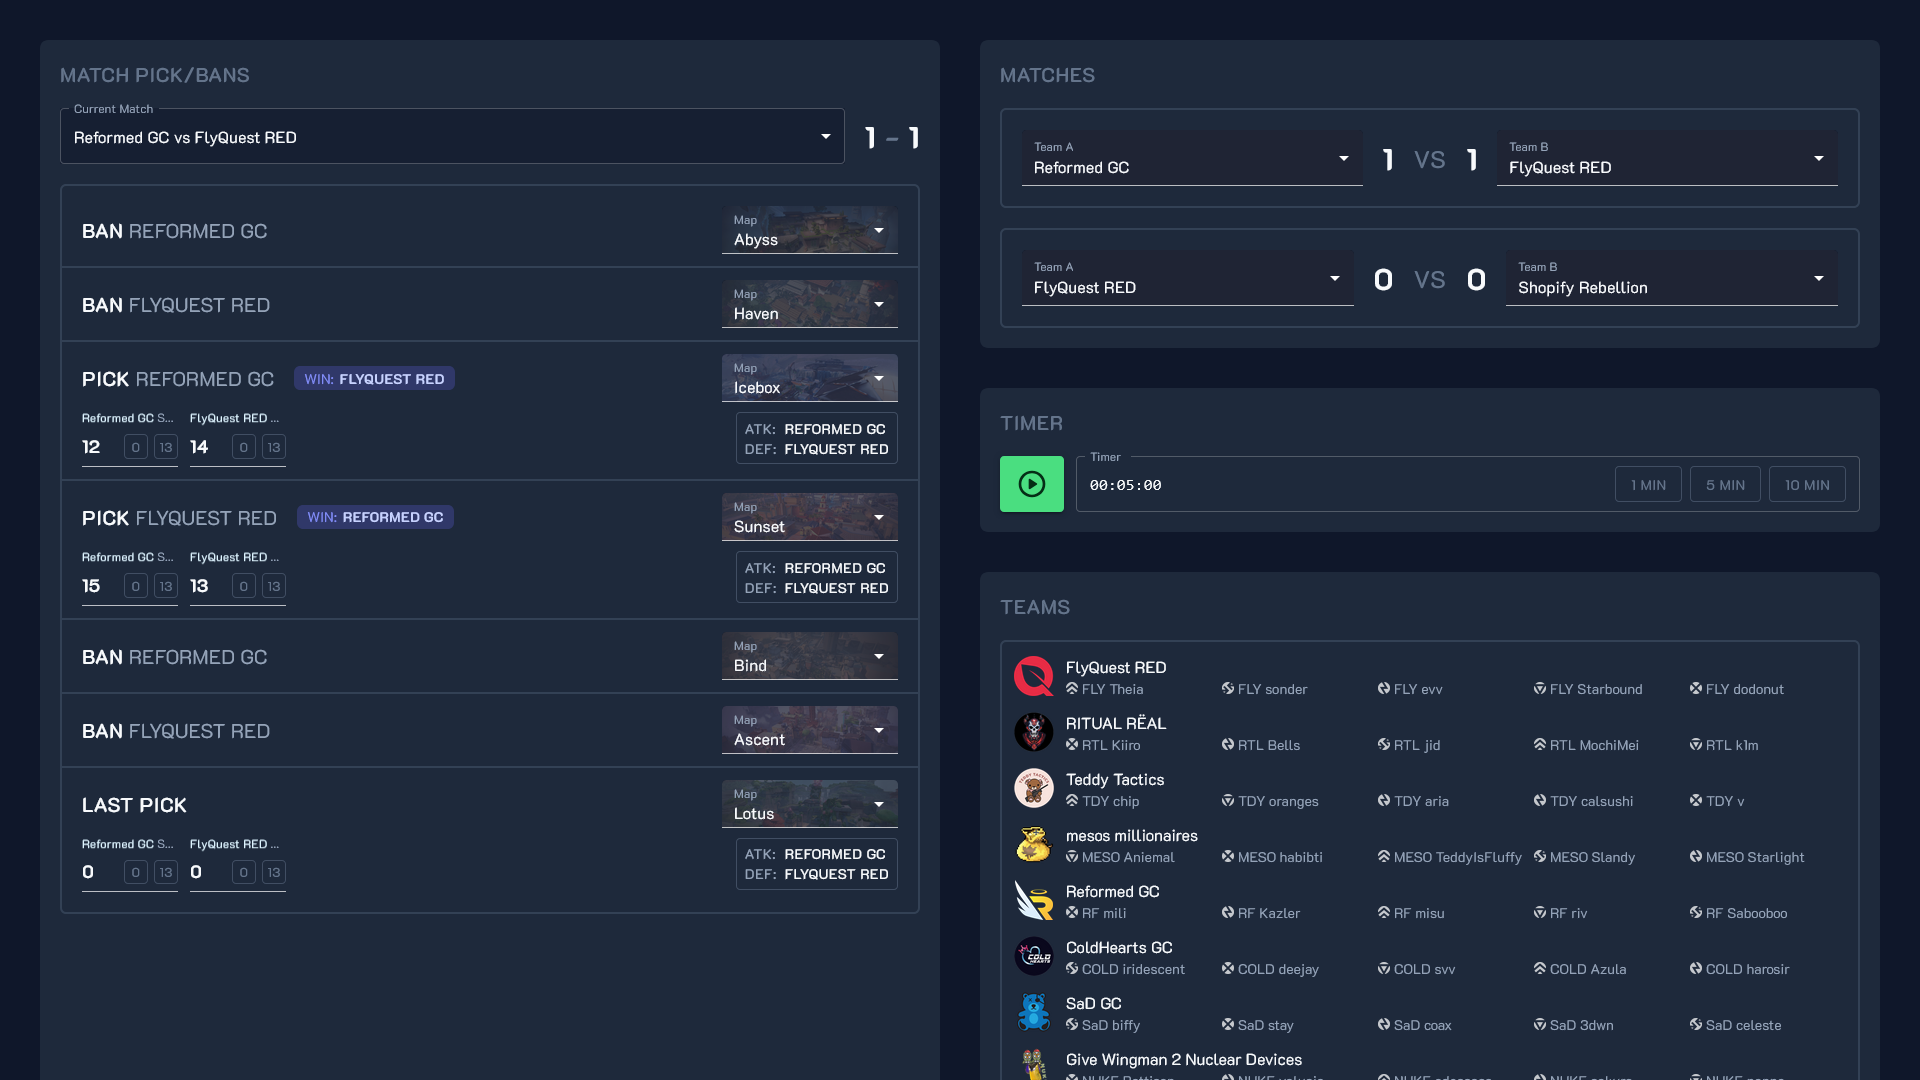 MATCH PICK/BANS
Current Match
Reformed GC vs FlyQuest RED
1 - 1
BAN REFORMED GC
Map
Abyss
BAN FLYQUEST RED
Map
Haven
PICK REFORMED GC WIN: FLYQUEST RED
Map
Icebox
Reformed GC S... FlyQuest RED ...
12 0 13 14 0 13
ATK: REFORMED GC
DEF: FLYQUEST RED
PICK FLYQUEST RED WIN: REFORMED GC
Map
Sunset
Reformed GC S... FlyQuest RED ...
15 0 13 13 0 13
ATK: REFORMED GC
DEF: FLYQUEST RED
BAN REFORMED GC
Map
Bind
BAN FLYQUEST RED
Map
Ascent
LAST PICK
Map
Lotus
Reformed GC S... FlyQuest RED ...
0 0 13 0 0 13
ATK: REFORMED GC
DEF: FLYQUEST RED
MATCHES
Team A
Reformed GC
1 VS 1
Team B
FlyQuest RED
Team A
FlyQuest RED
0 VS 0
Team B
Shopify Rebellion
TIMER
Timer
00:05:00
1 MIN 5 MIN 10 MIN
TEAMS
FlyQuest RED
FLY Theia FLY sonder FLY evv FLY Starbound FLY dodonut
RITUAL RËAL
RTL Kiiro RTL Bells RTL jid RTL MochiMei RTL k1m
Teddy Tactics
TDY chip TDY oranges TDY aria TDY calsushi TDY v
mesos millionaires
MESO Aniemal MESO habibti MESO TeddyIsFluffy MESO Slandy MESO Starlight
Reformed GC
RF mili RF Kazler RF misu RF riv RF Sabooboo
ColdHearts GC
COLD iridescent COLD deejay COLD svv COLD Azula COLD harosir
SaD GC
SaD biffy SaD stay SaD coax SaD 3dwn SaD celeste
Give Wingman 2 Nuclear Devices